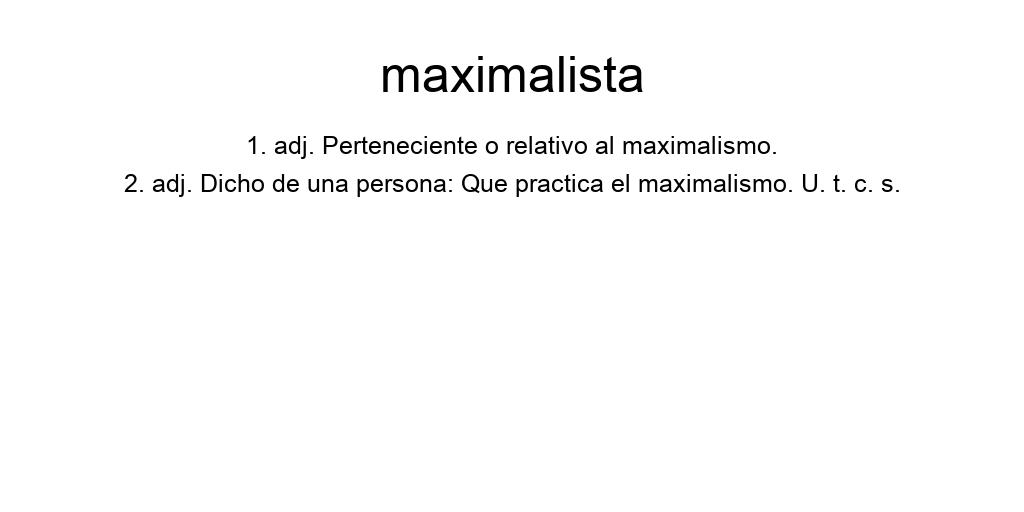 maximalista
1. adj. Perteneciente o relativo al maximalismo.
2. adj. Dicho de una persona: Que practica el maximalismo. U. t. c. s.